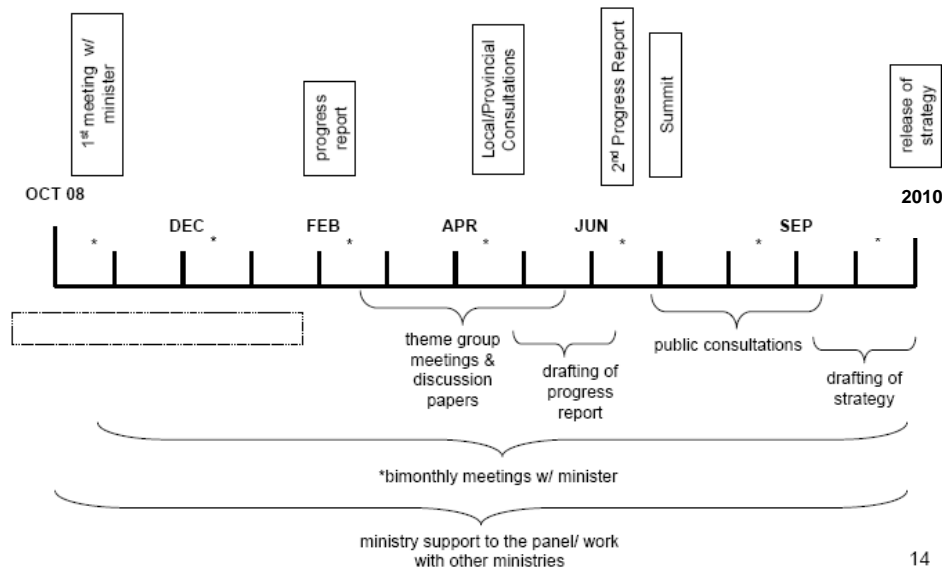 1st meeting w/
minister
progress
report
Local/Provincial
Consultations
2nd Progress Report
Summit
release of
strategy
OCT 08
2010
DEC
FEB
APR
JUN
SEP
*
*
*
*
*
*
*
theme group
meetings &
discussion
papers
drafting of
progress
report
public consultations
drafting of
strategy
*bimonthly meetings w/ minister
ministry support to the panel/ work
with other ministries
14